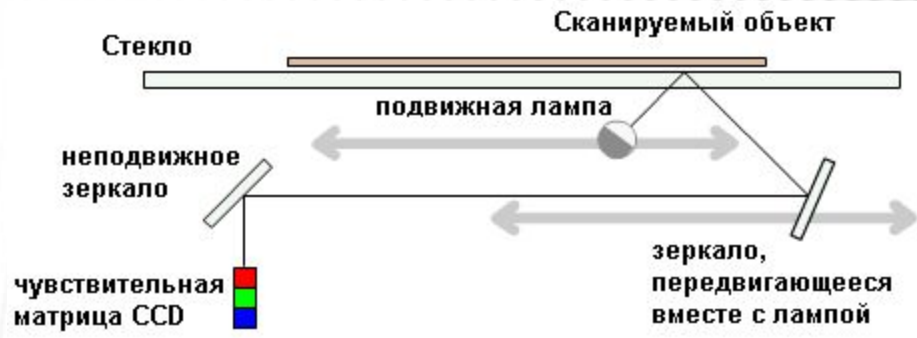 Сканируемый объект
Стекло
подвижная лампа
неподвижное
зеркало
зеркало,
передвигающееся
вместе с лампой
чувствительная
матрица CCD